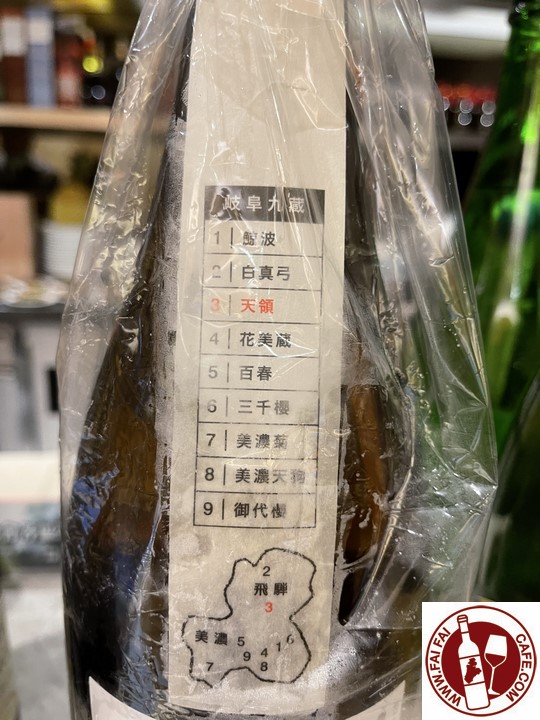 岐阜九蔵
1 鯨波
2 白真弓
3 天領
4 花美蔵
5 百春
6 三千櫻
7 美濃菊
8 美濃天狗
9 御代櫻
2
飛騨
3
美濃 5 9 4 1 6
7 8
WWW.FAI FAI CAFE.COM